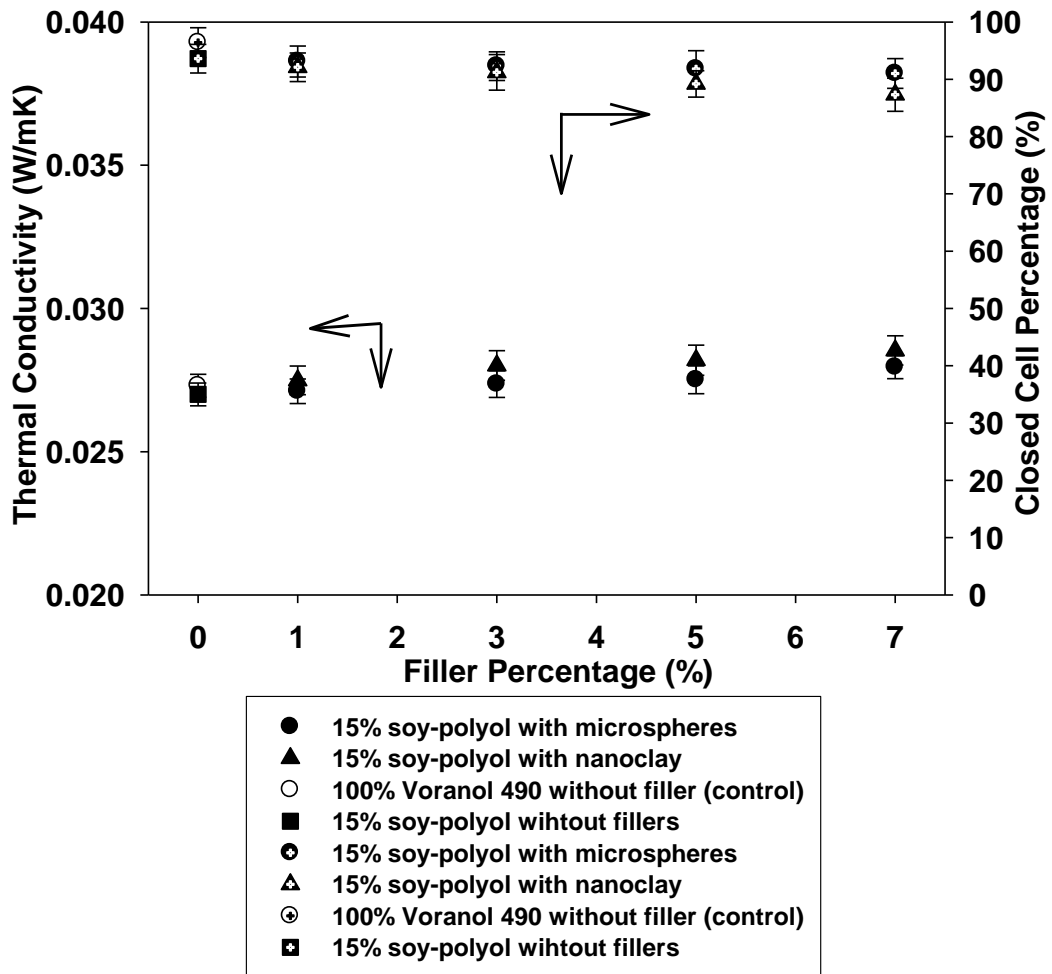 Thermal Conductivity (W/mK)
0.040
0.035
0.030
0.025
0.020
100
90
80
70
60
50
40
30
20
10
0
Closed Cell Percentage (%)
0 1 2 3 4 5 6 7
Filler Percentage (%)
15% soy-polyol with microspheres
15% soy-polyol with nanoclay
100% Voranol 490 without filler (control)
15% soy-polyol wihtout fillers
15% soy-polyol with microspheres
15% soy-polyol with nanoclay
100% Voranol 490 without filler (control)
15% soy-polyol wihtout fillers